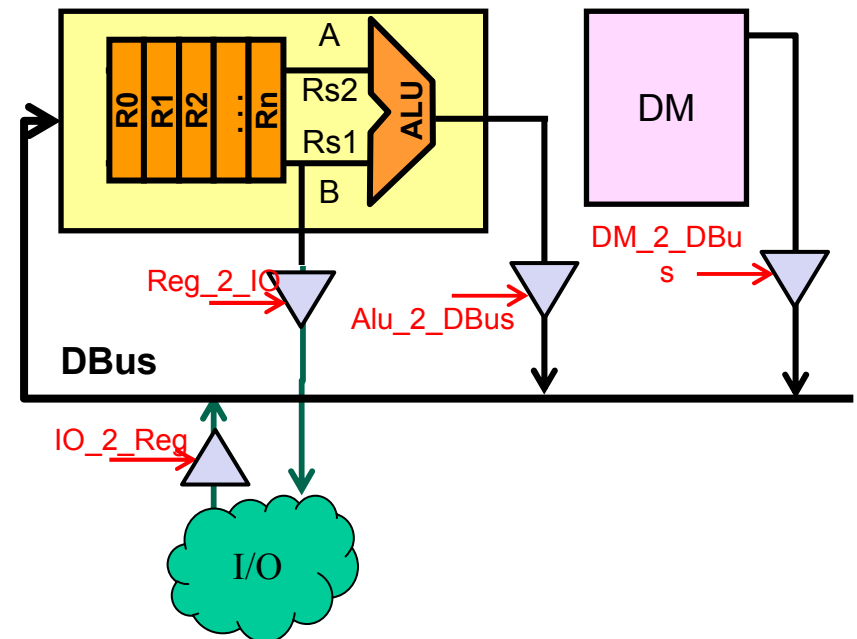 A
R0
R1
R2
...
Rn
Rs2
Rs1
ALU
B
DM
Reg_2_IO
Alu_2_DBus
DM_2_DBu
s
DBus
IO_2_Reg
I/O